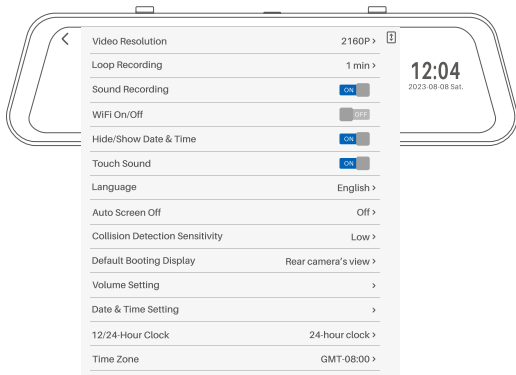 Video Resolution 2160P >
Loop Recording 1 min >
Sound Recording ON
WiFi On/Off OFF
Hide/Show Date & Time ON
Touch Sound ON
Language English >
Auto Screen Off Off >
Collision Detection Sensitivity Low >
Default Booting Display Rear camera's view >
Volume Setting >
Date & Time Setting >
12/24-Hour Clock 24-hour clock >
Time Zone GMT-08:00 >
12:04
2023-08-08 Sat.